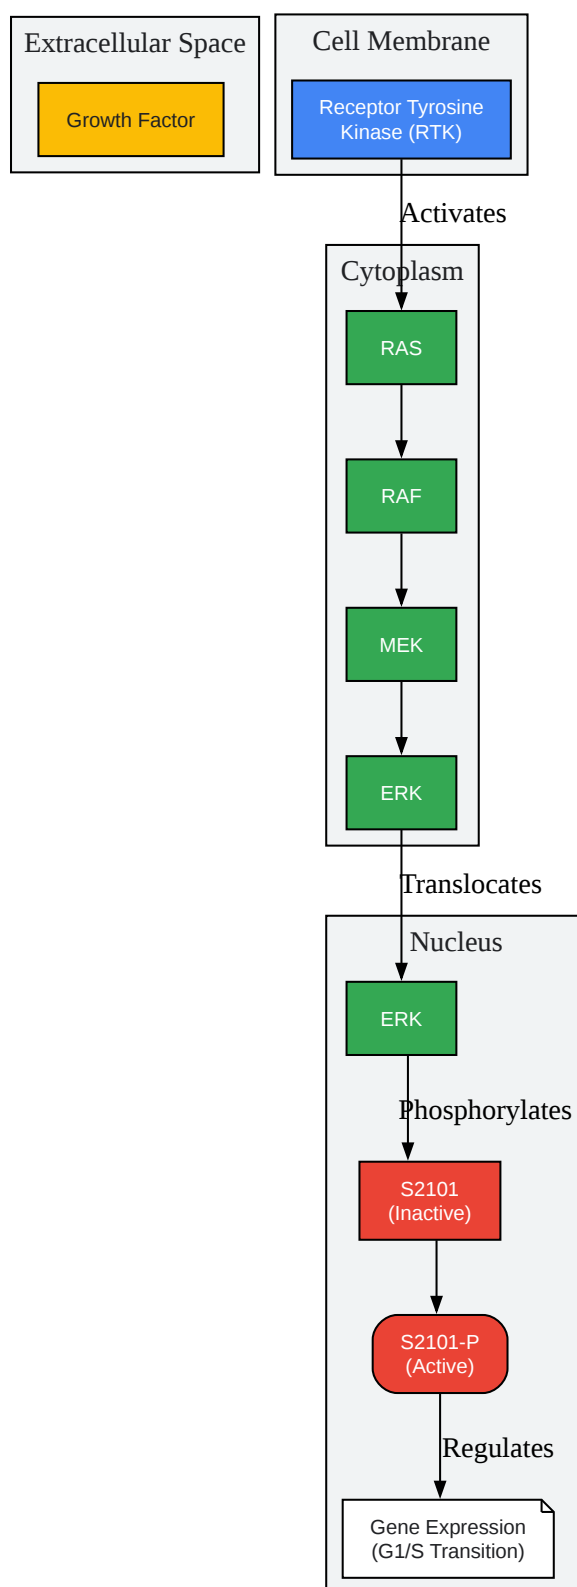 Extracellular Space
Growth Factor
Cell Membrane
Receptor Tyrosine
Kinase (RTK)
Activates
Cytoplasm
RAS
RAF
MEK
ERK
Translocates
Nucleus
ERK
Phosphorylates
S2101
(Inactive)
S2101-P
(Active)
Regulates
Gene Expression
(G1/S Transition)